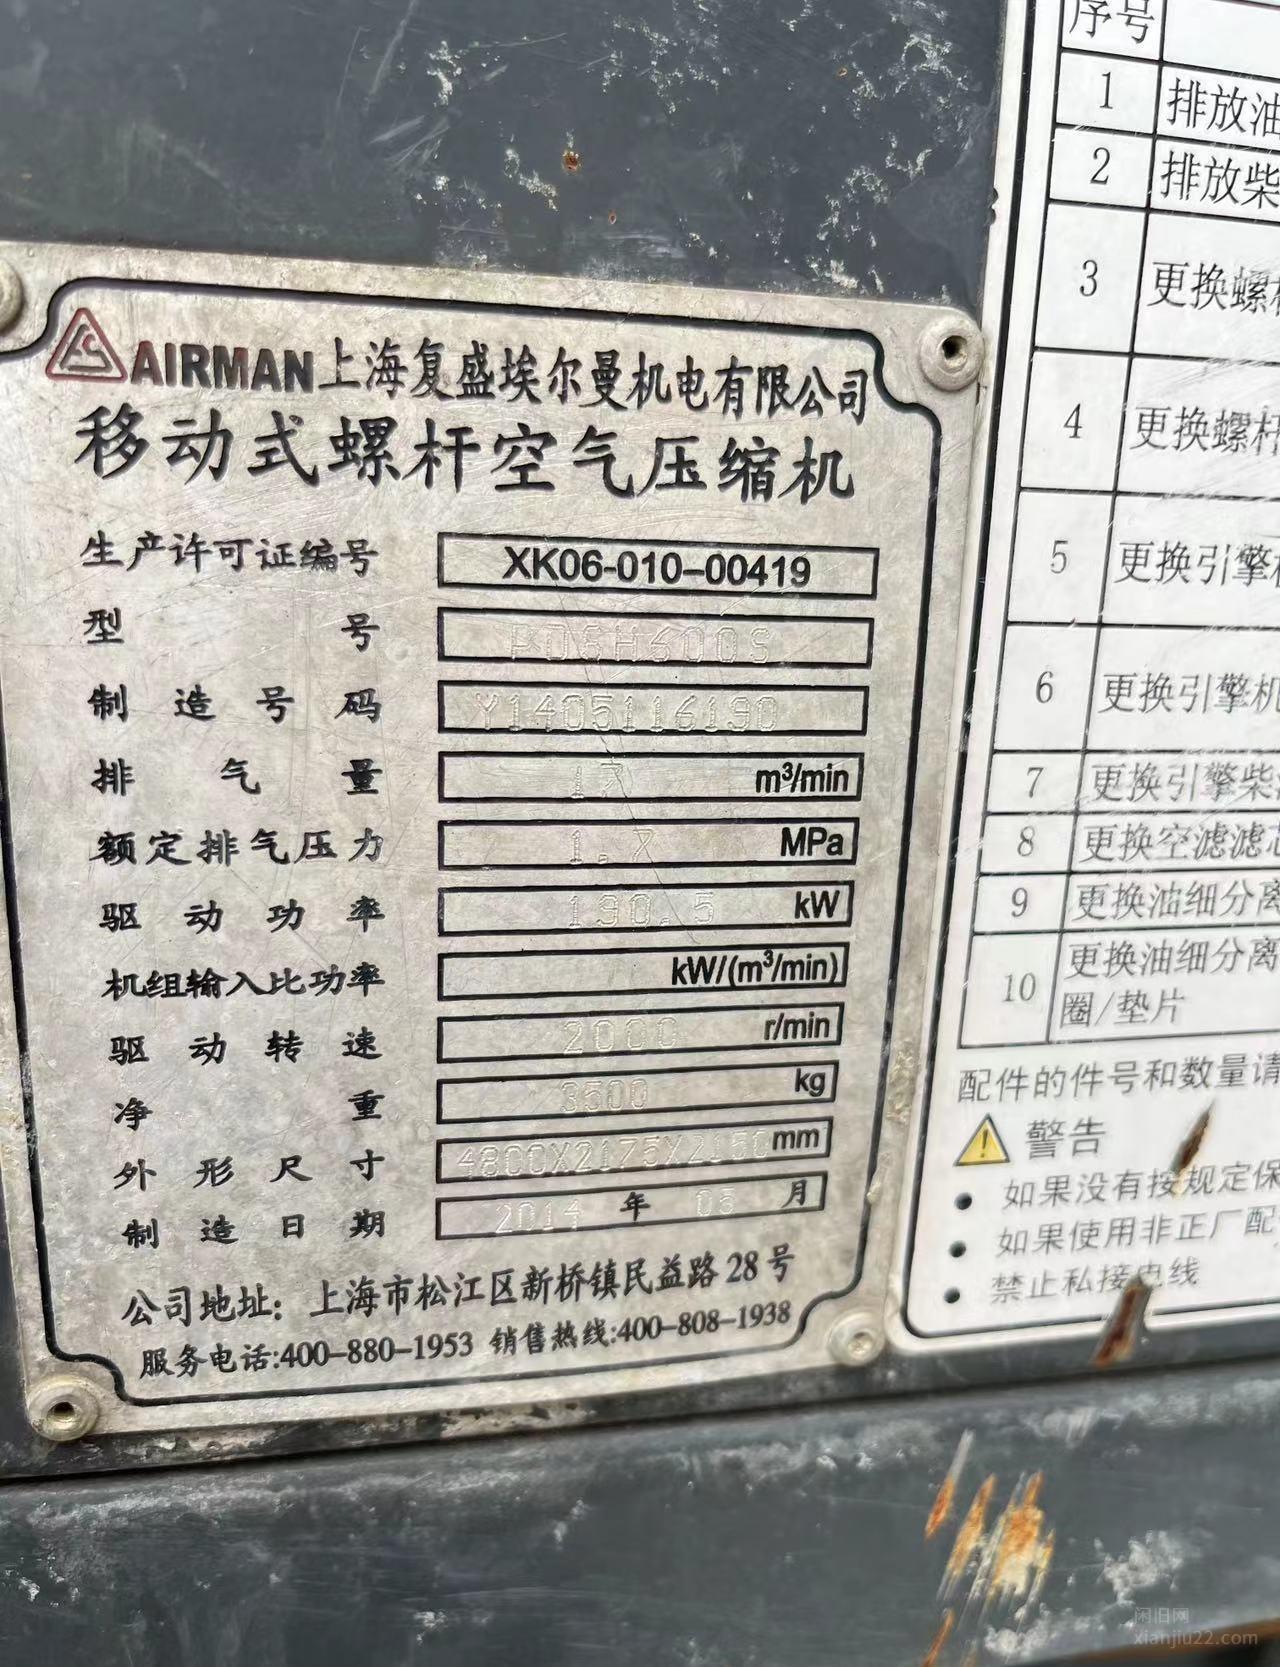 AIRMAN 上海复盛埃尔曼机电有限公司
移动式螺杆空气压缩机
生产许可证编号 XK06-010-00419
型号 PDSH600S
制造号码 Y1405116190
排气量 17 m³/min
额定排气压力 1.7 MPa
驱动功率 190.5 kW
机组输入比功率 kW/(m³/min)
驱动转速 2000 r/min
净重 3500 kg
外形尺寸 4800X2175X2150 mm
制造日期 2014 年 05 月
公司地址: 上海市松江区新桥镇民益路28号
服务电话:400-880-1953 销售热线:400-808-1938
序号
1 排放油
2 排放柴
3 更换螺
4 更换螺杆
5 更换引擎
6 更换引擎机
7 更换引擎柴
8 更换空滤滤芯
9 更换油细分离
10 更换油细分离
圈/垫片
配件的件号和数量请
警告
● 如果没有按规定保
● 如果使用非正厂配
● 禁止私接电线
闲旧网
xianjiu22.com